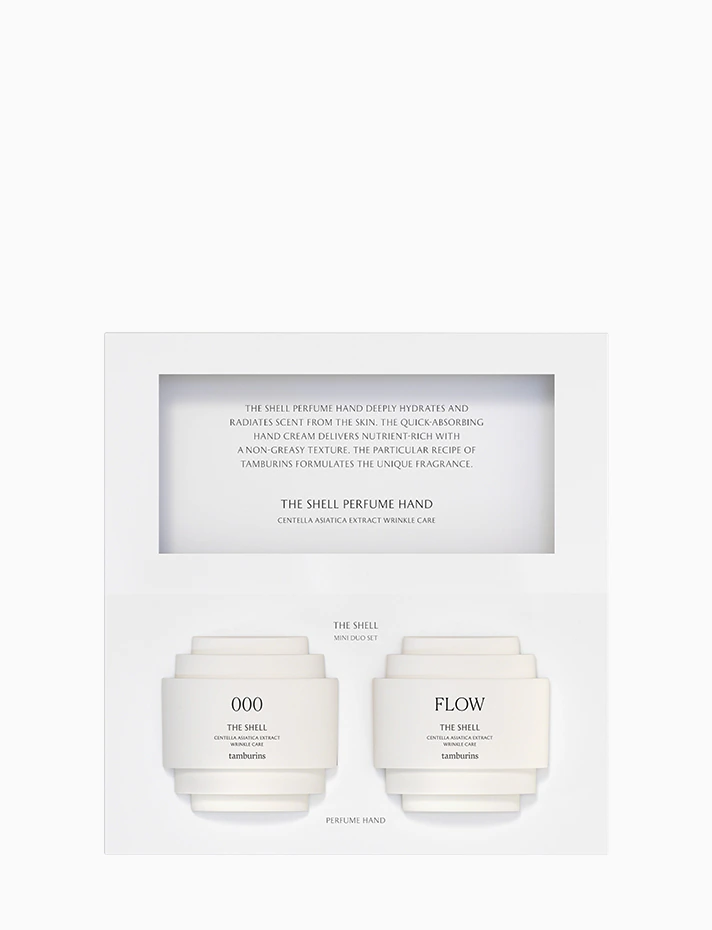 THE SHELL PERFUME HAND DEEPLY HYDRATES AND
RADIATES SCENT FROM THE SKIN. THE QUICK-ABSORBING
HAND CREAM DELIVERS NUTRIENT-RICH WITH
A NON-GREASY TEXTURE. THE PARTICULAR RECIPE OF
TAMBURINS FORMULATES THE UNIQUE FRAGRANCE.
THE SHELL PERFUME HAND
CENTELLA ASIATICA EXTRACT WRINKLE CARE
THE SHELL
MINI DUO SET
000
THE SHELL
CENTELLA ASIATICA EXTRACT
WRINKLE CARE
tamburins
FLOW
THE SHELL
CENTELLA ASIATICA EXTRACT
WRINKLE CARE
tamburins
PERFUME HAND